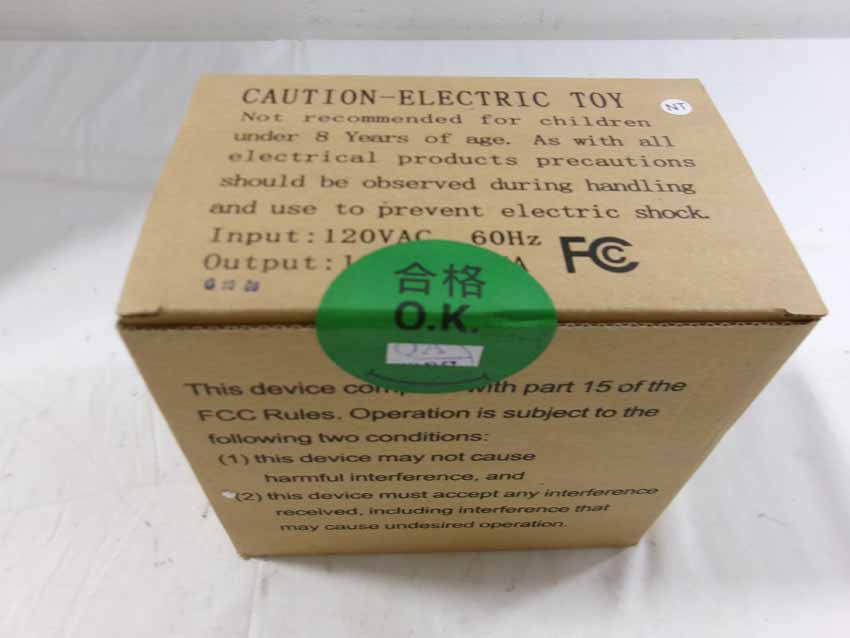 CAUTION-ELECTRIC TOY
NT
Not recommended for children
under 8 Years of age. As with all
electrical products precautions
should be observed during handling
and use to prevent electric shock.
Input:120VAC 60Hz
Output:
FCC
合格
O.K.
QA
This device with part 15 of the
FCC Rules. Operation is subject to the
following two conditions:
(1) this device may not cause
harmful interference, and
(2) this device must accept any interference
received, including interference that
may cause undesired operation.